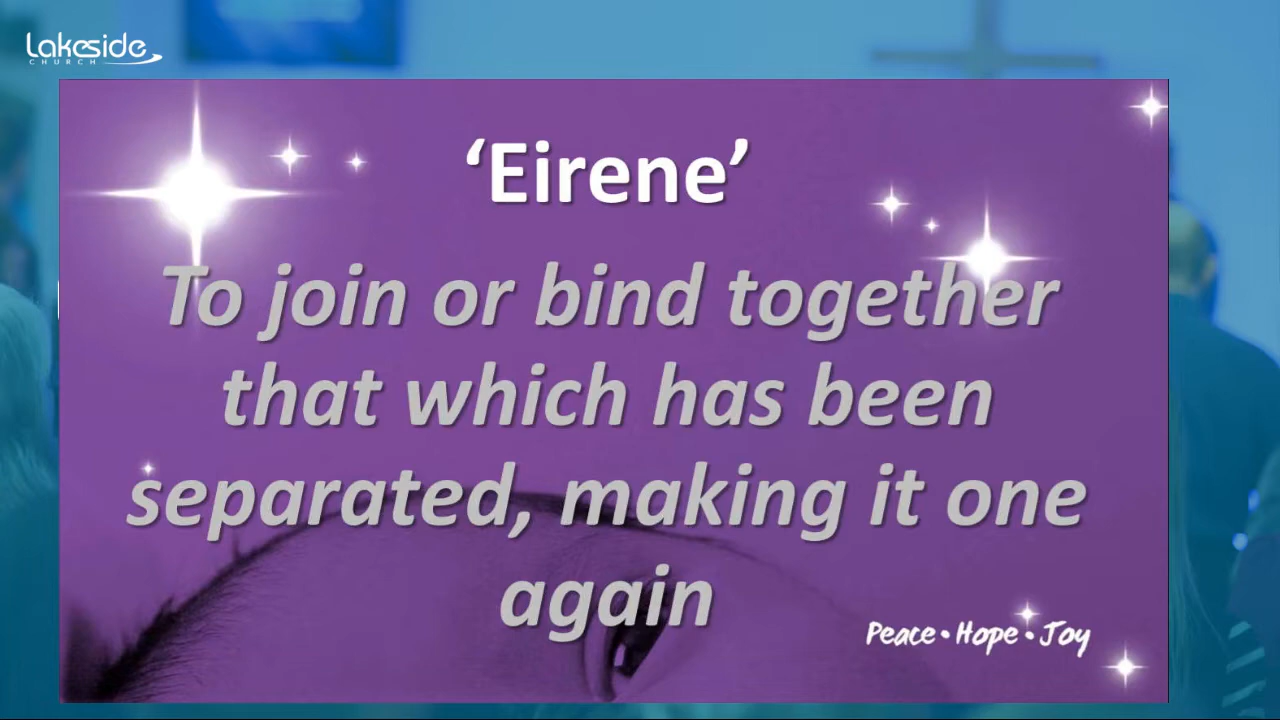 Lakeside
CHURCH
‘Eirene’
To join or bind together
that which has been
separated, making it one
again
Peace • Hope • Joy